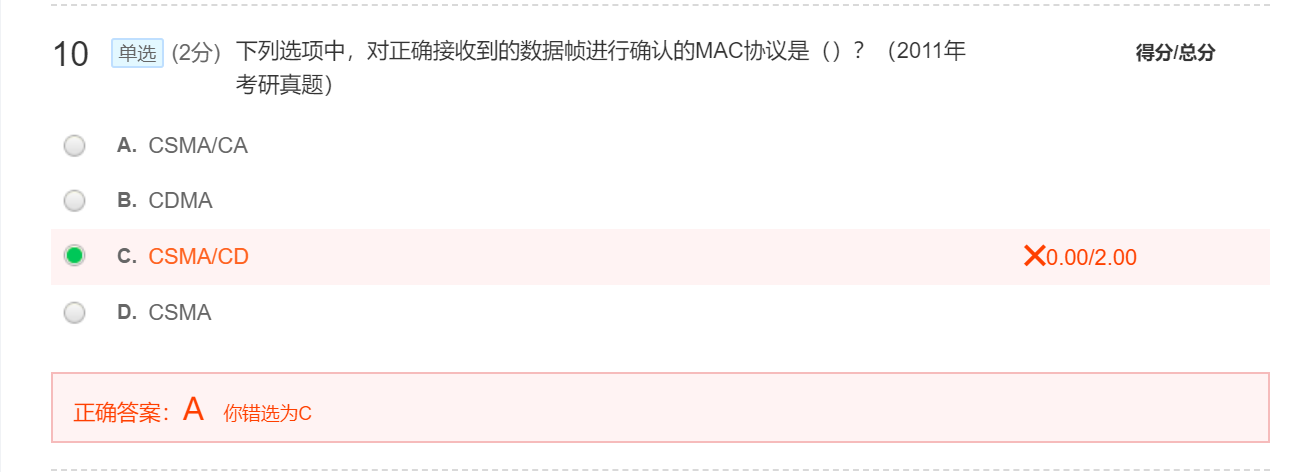 10 单选 (2分) 下列选项中，对正确接收到的数据帧进行确认的MAC协议是（）？（2011年 得分/总分
考研真题）
A. CSMA/CA
B. CDMA
C. CSMA/CD ✕0.00/2.00
D. CSMA
正确答案：A 你错选为C